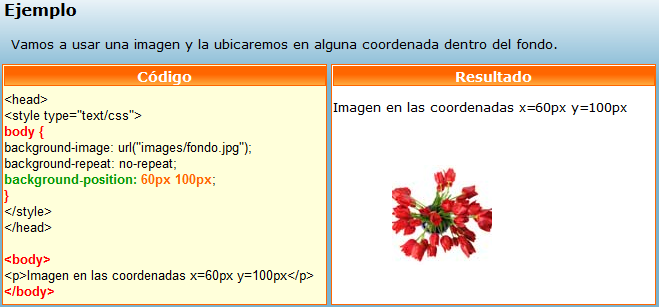 Ejemplo
Vamos a usar una imagen y la ubicaremos en alguna coordenada dentro del fondo.
Código
<head>
<style type="text/css">
body {
background-image: url("images/fondo.jpg");
background-repeat: no-repeat;
background-position: 60px 100px;
}
</style>
</head>
<body>
<p>Imagen en las coordenadas x=60px y=100px</p>
</body>
Resultado
Imagen en las coordenadas x=60px y=100px